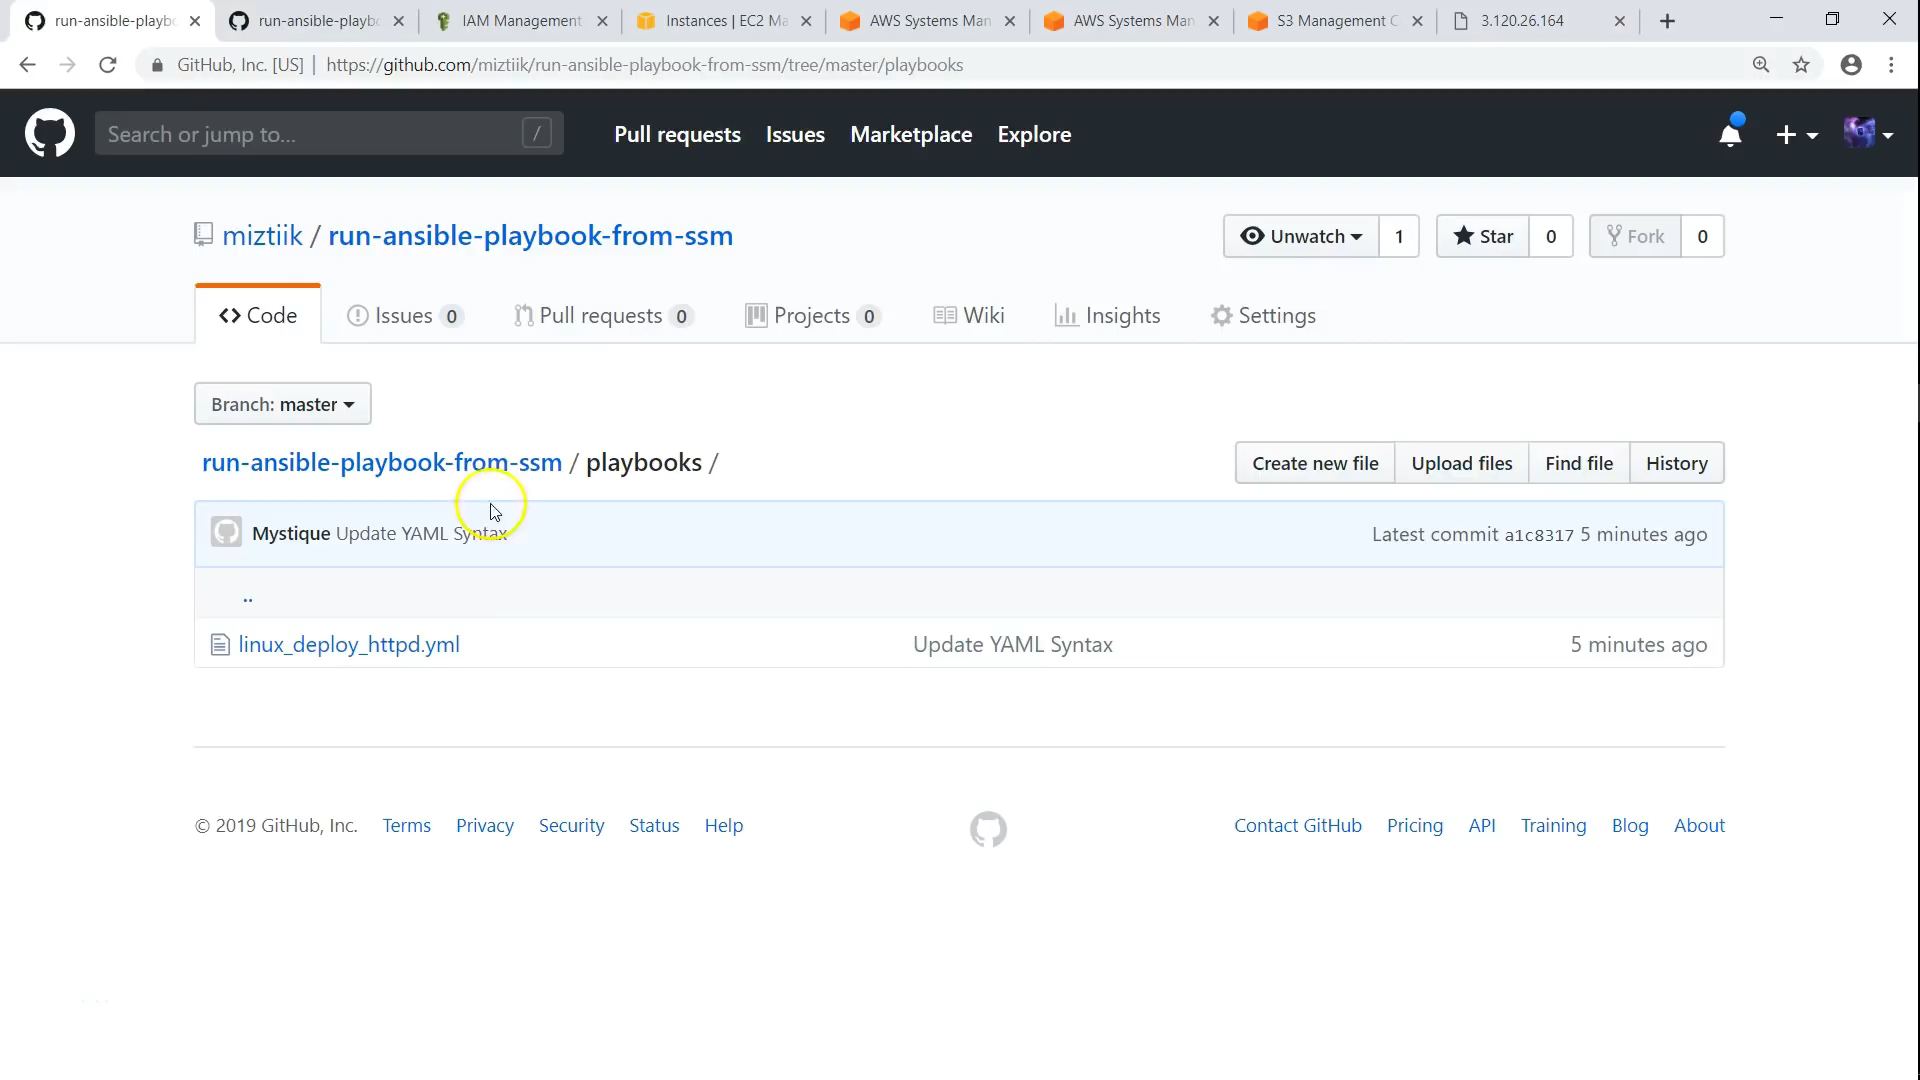 run-ansible-playbo
run-ansible-playbo
IAM Management
Instances | EC2 Ma
AWS Systems Man
AWS Systems Man
S3 Management C
3.120.26.164
GitHub, Inc. [US] | https://github.com/miztiik/run-ansible-playbook-from-ssm/tree/master/playbooks
Search or jump to... /
Pull requests
Issues
Marketplace
Explore
miztiik / run-ansible-playbook-from-ssm
Unwatch 1
Star 0
Fork 0
Code
Issues 0
Pull requests 0
Projects 0
Wiki
Insights
Settings
Branch: master
run-ansible-playbook-from-ssm / playbooks /
Create new file
Upload files
Find file
History
Mystique Update YAML Syntax
Latest commit a1c8317 5 minutes ago
..
linux_deploy_httpd.yml
Update YAML Syntax
5 minutes ago
© 2019 GitHub, Inc.
Terms
Privacy
Security
Status
Help
Contact GitHub
Pricing
API
Training
Blog
About